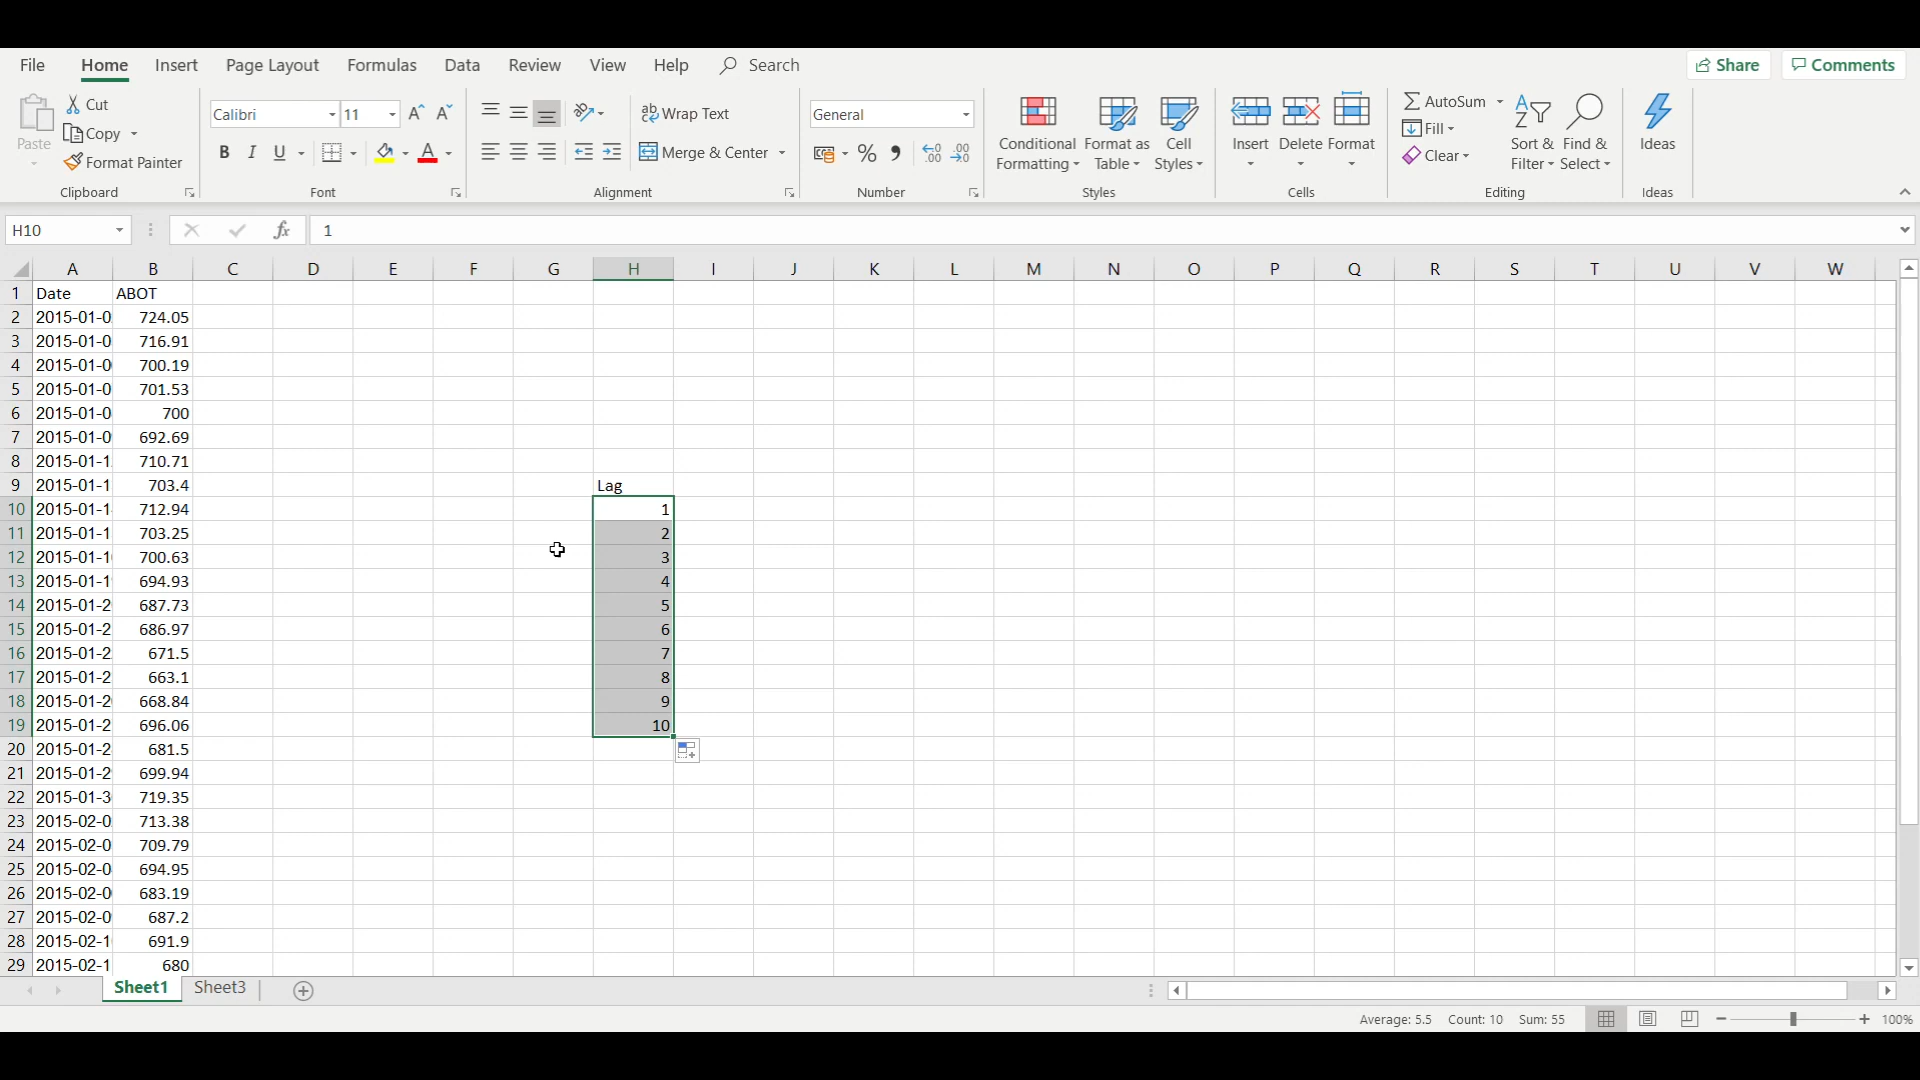 File Home Insert Page Layout Formulas Data Review View Help Search Share Comments
Paste Cut Copy Format Painter Clipboard
Calibri 11 B I U A Font
Wrap Text Merge & Center Alignment
General % Number
Conditional Formatting Format as Table Cell Styles Styles
Insert Delete Format Cells
AutoSum Fill Clear Sort & Filter Find & Select Editing
Ideas Ideas
H10 fx 1
A B C D E F G H I J K L M N O P Q R S T U V W
1 Date ABOT
2 2015-01-0 724.05
3 2015-01-0 716.91
4 2015-01-0 700.19
5 2015-01-0 701.53
6 2015-01-0 700
7 2015-01-0 692.69
8 2015-01-1 710.71
9 2015-01-1 703.4 Lag
10 2015-01-1 712.94 1
11 2015-01-1 703.25 2
12 2015-01-1 700.63 3
13 2015-01-1 694.93 4
14 2015-01-2 687.73 5
15 2015-01-2 686.97 6
16 2015-01-2 671.5 7
17 2015-01-2 663.1 8
18 2015-01-2 668.84 9
19 2015-01-2 696.06 10
20 2015-01-2 681.5
21 2015-01-2 699.94
22 2015-01-3 719.35
23 2015-02-0 713.38
24 2015-02-0 709.79
25 2015-02-0 694.95
26 2015-02-0 683.19
27 2015-02-0 687.2
28 2015-02-1 691.9
29 2015-02-1 680
Sheet1 Sheet3
Average: 5.5 Count: 10 Sum: 55 100%